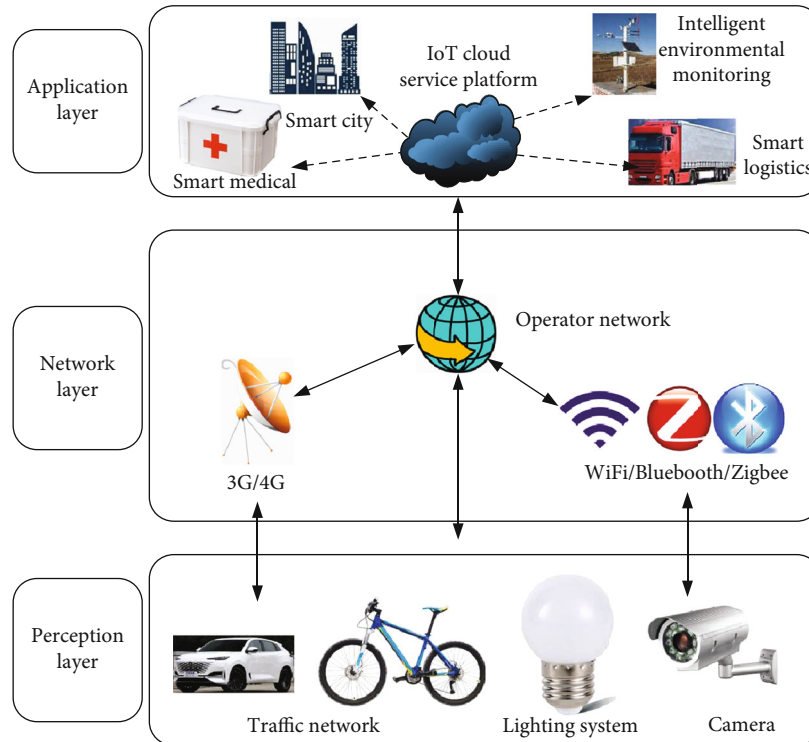 Application
layer
IoT cloud
service platform
Intelligent
environmental
monitoring
Smart city
Smart medical
Smart
logistics
Network
layer
Operator network
3G/4G
WiFi/Bluebooth/Zigbee
Perception
layer
Traffic network
Lighting system
Camera